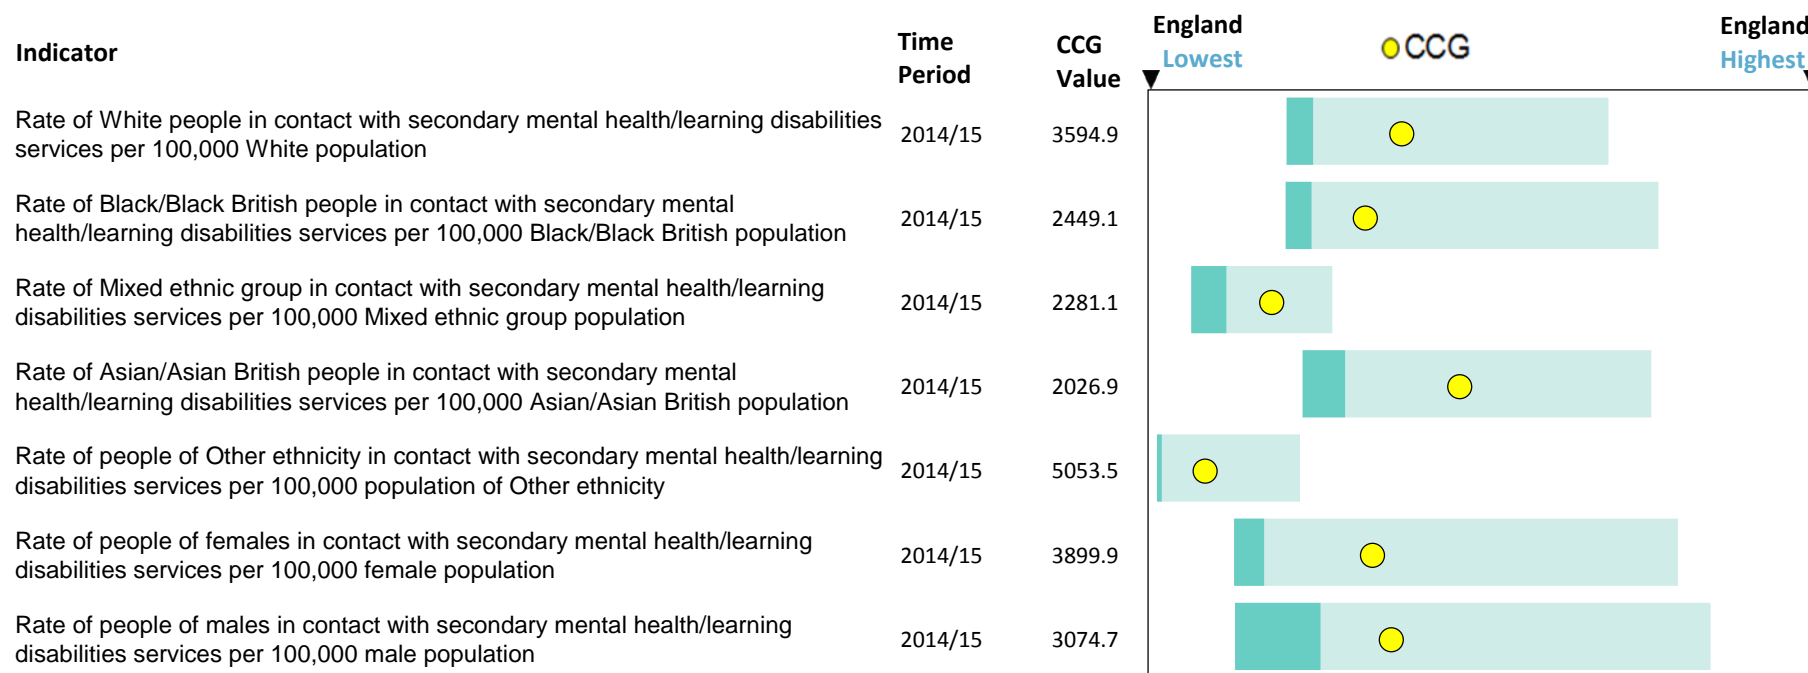 Indicator
Time
Period
CCG
Value
England
Lowest
CCG
England
Highest
Rate of White people in contact with secondary mental health/learning disabilities
services per 100,000 White population
2014/15
3594.9
Rate of Black/Black British people in contact with secondary mental
health/learning disabilities services per 100,000 Black/Black British population
2014/15
2449.1
Rate of Mixed ethnic group in contact with secondary mental health/learning
disabilities services per 100,000 Mixed ethnic group population
2014/15
2281.1
Rate of Asian/Asian British people in contact with secondary mental
health/learning disabilities services per 100,000 Asian/Asian British population
2014/15
2026.9
Rate of people of Other ethnicity in contact with secondary mental health/learning
disabilities services per 100,000 population of Other ethnicity
2014/15
5053.5
Rate of people of females in contact with secondary mental health/learning
disabilities services per 100,000 female population
2014/15
3899.9
Rate of people of males in contact with secondary mental health/learning
disabilities services per 100,000 male population
2014/15
3074.7